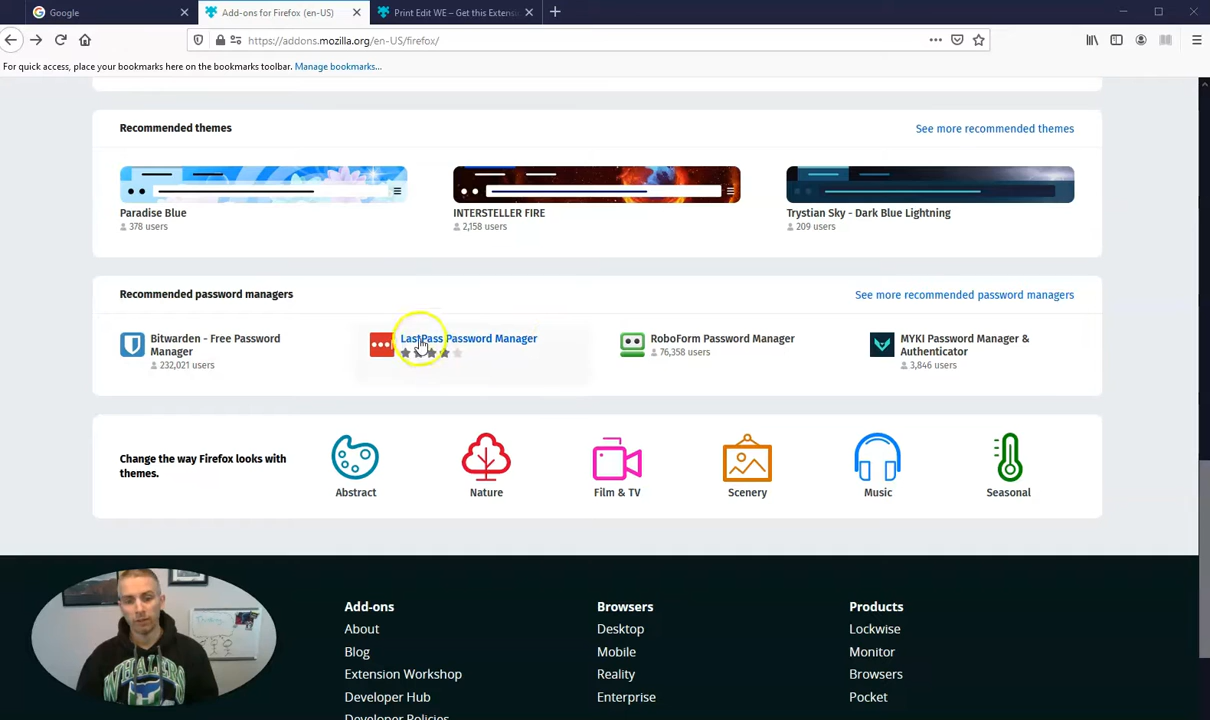 Google
Add-ons for Firefox (en-US)
Print Edit WE – Get this Extensi
https://addons.mozilla.org/en-US/firefox/
For quick access, place your bookmarks here on the bookmarks toolbar. Manage bookmarks...
Recommended themes
See more recommended themes
Paradise Blue
378 users
INTERSTELLER FIRE
2,158 users
Trystian Sky - Dark Blue Lightning
209 users
Recommended password managers
See more recommended password managers
Bitwarden - Free Password
Manager
232,021 users
LastPass Password Manager
RoboForm Password Manager
76,358 users
MYKI Password Manager &
Authenticator
3,846 users
Change the way Firefox looks with
themes.
Abstract
Nature
Film & TV
Scenery
Music
Seasonal
Add-ons
About
Blog
Extension Workshop
Developer Hub
Developer Policies
Browsers
Desktop
Mobile
Reality
Enterprise
Products
Lockwise
Monitor
Browsers
Pocket
WHALERS